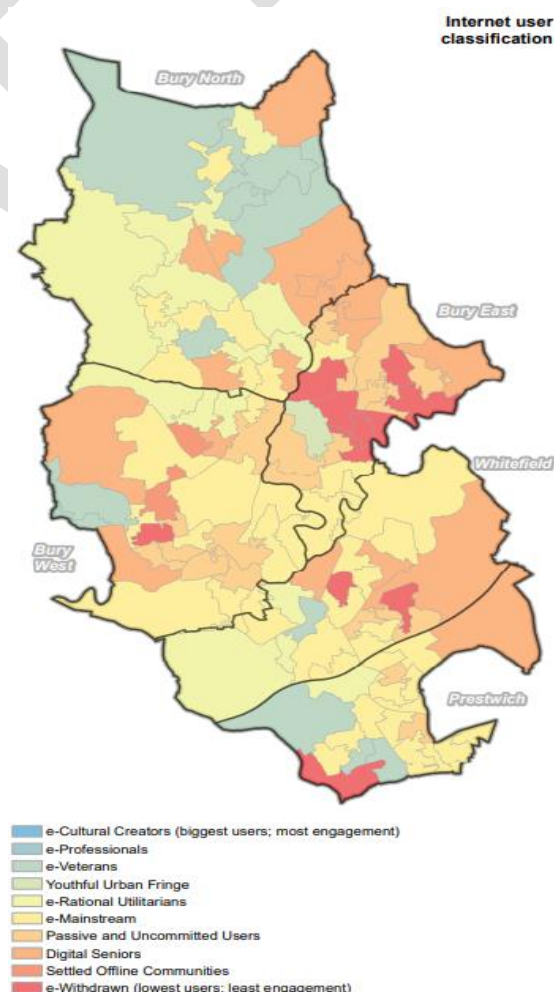 Internet user
classification
Bury North
Bury East
Whitefield
Bury
West
Prestwich
e-Cultural Creators (biggest users; most engagement)
e-Professionals
e-Veterans
Youthful Urban Fringe
e-Rational Utilitarians
e-Mainstream
Passive and Uncommitted Users
Digital Seniors
Settled Offline Communities
e-Withdrawn (lowest users; least engagement)